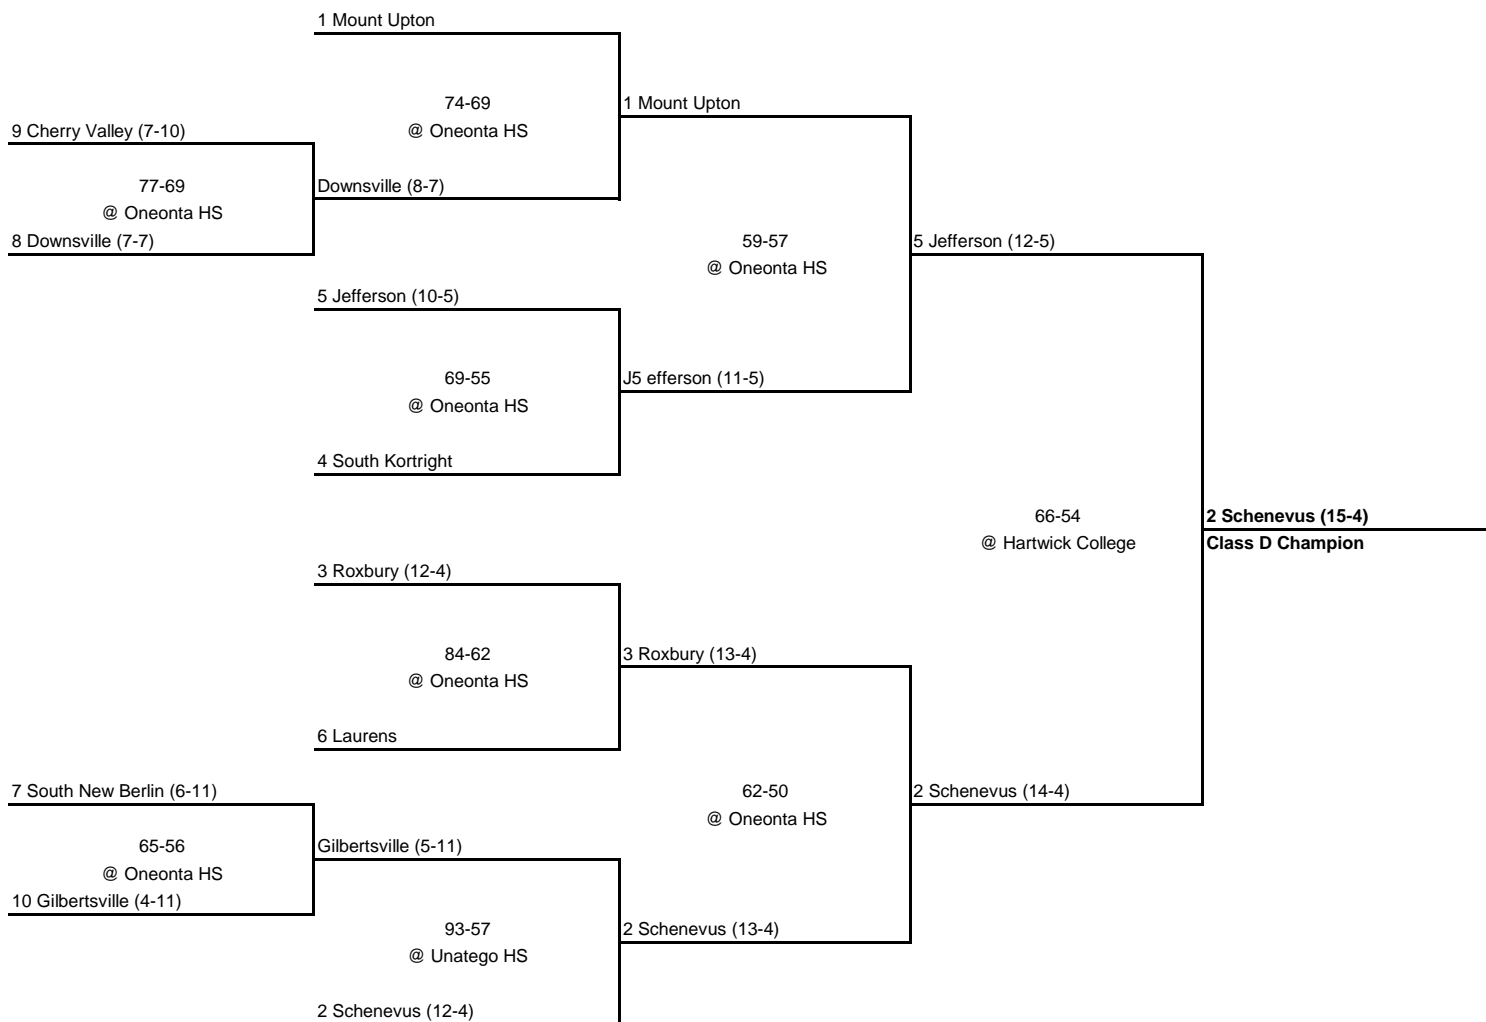 1 Mount Upton
74-69
1 Mount Upton
9 Cherry Valley (7-10)
@ Oneonta HS
77-69
Downsville (8-7)
@ Oneonta HS
8 Downsville (7-7)
59-57
5 Jefferson (12-5)
@ Oneonta HS
5 Jefferson (10-5)
69-55
J5 efferson (11-5)
@ Oneonta HS
4 South Kortright
66-54
2 Schenevus (15-4)
@ Hartwick College
Class D Champion
3 Roxbury (12-4)
84-62
3 Roxbury (13-4)
@ Oneonta HS
6 Laurens
7 South New Berlin (6-11)
62-50
2 Schenevus (14-4)
@ Oneonta HS
65-56
Gilbertsville (5-11)
@ Oneonta HS
10 Gilbertsville (4-11)
93-57
2 Schenevus (13-4)
@ Unatego HS
2 Schenevus (12-4)